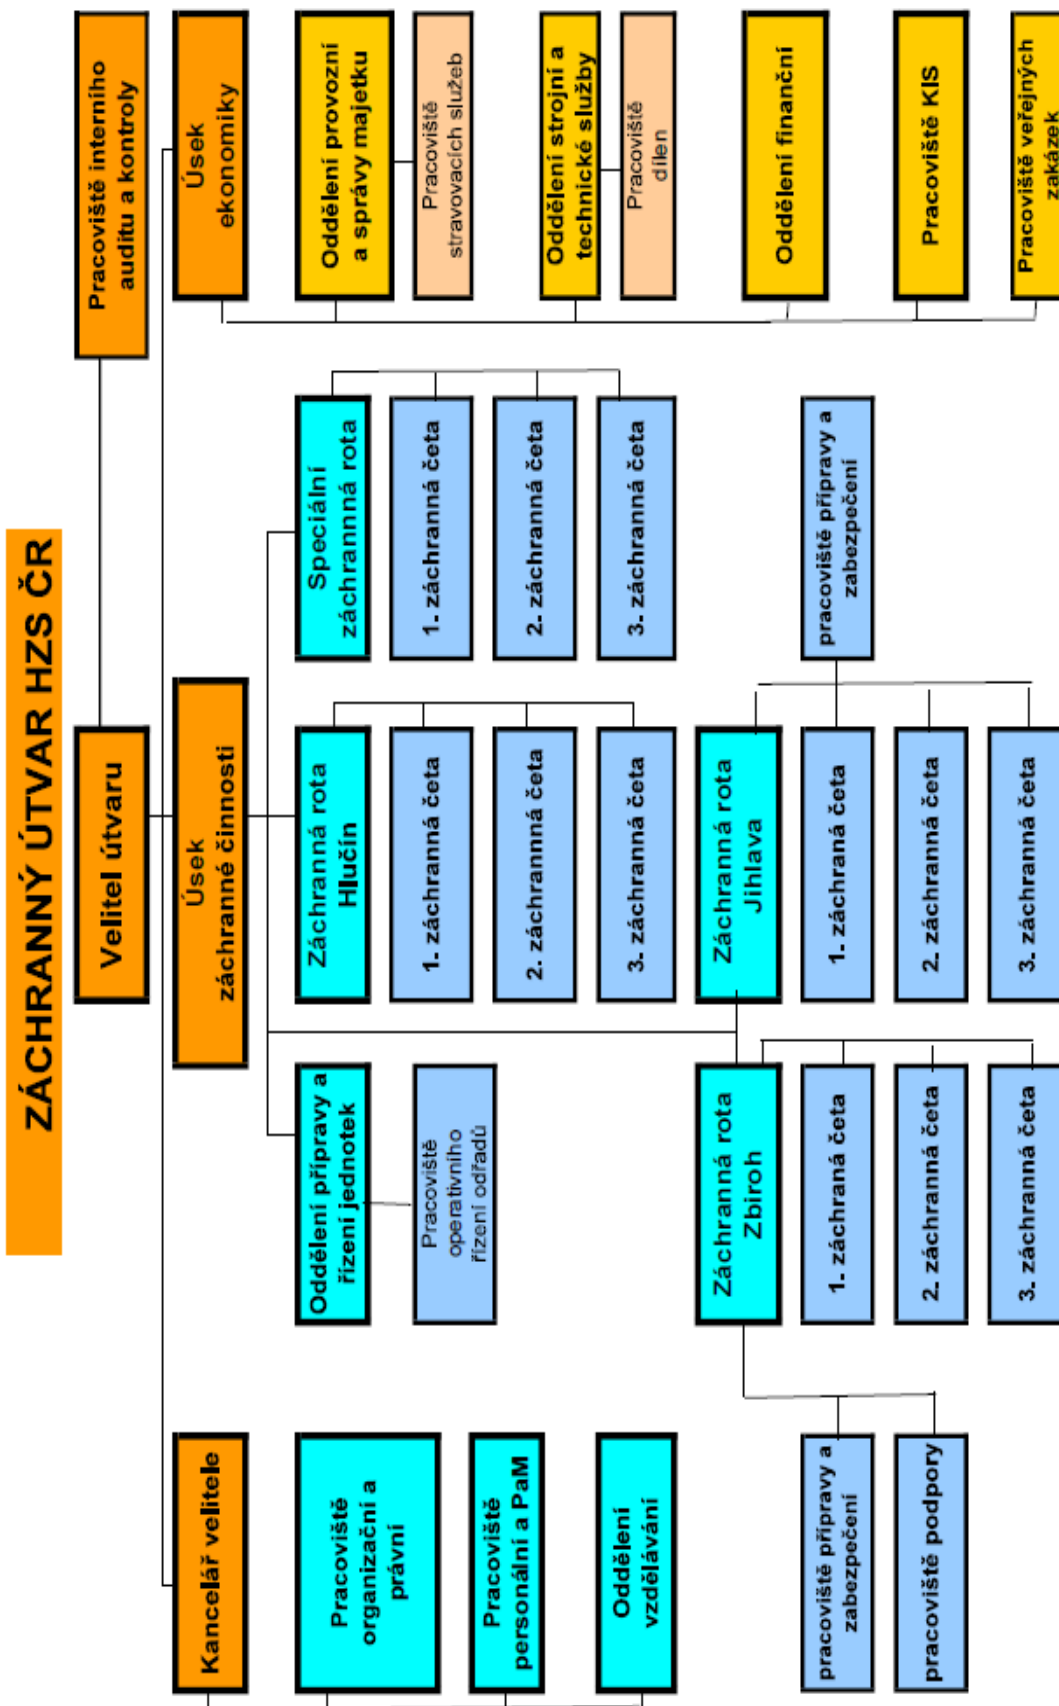 ZÁCHRANNÝ ÚTVAR HZS ČR
Velitel útvaru
Pracoviště interního
auditu a kontroly
Kancelář velitele
Úsek
záchranné činnosti
Úsek
ekonomiky
Pracoviště
organizační a
právní
Pracoviště
personální a PaM
Oddělení
vzdělávání
Oddělení přípravy a
řízení jednotek
Pracoviště
operativního
řízení odřadů
Záchranná rota
Hlučín
1. záchranná četa
2. záchrannná četa
3. záchranná četa
Speciální
záchrannná rota
1. záchranná četa
2. záchranná četa
3. záchranná četa
Oddělení provozní
a správy majetku
Pracoviště
stravovacích služeb
Oddělení strojní a
technické služby
Pracoviště
dílen
Oddělení finanční
Pracoviště KIS
Pracoviště veřejných
zakázek
Záchranná rota
Zbiroh
1. záchraná četa
2. záchranná četa
3. záchranná četa
pracoviště přípravy a
zabezpečení
pracoviště podpory
Záchranná rota
Jihlava
1. záchraná četa
2. záchranná četa
3. záchranná četa
pracoviště přípravy a
zabezpečení